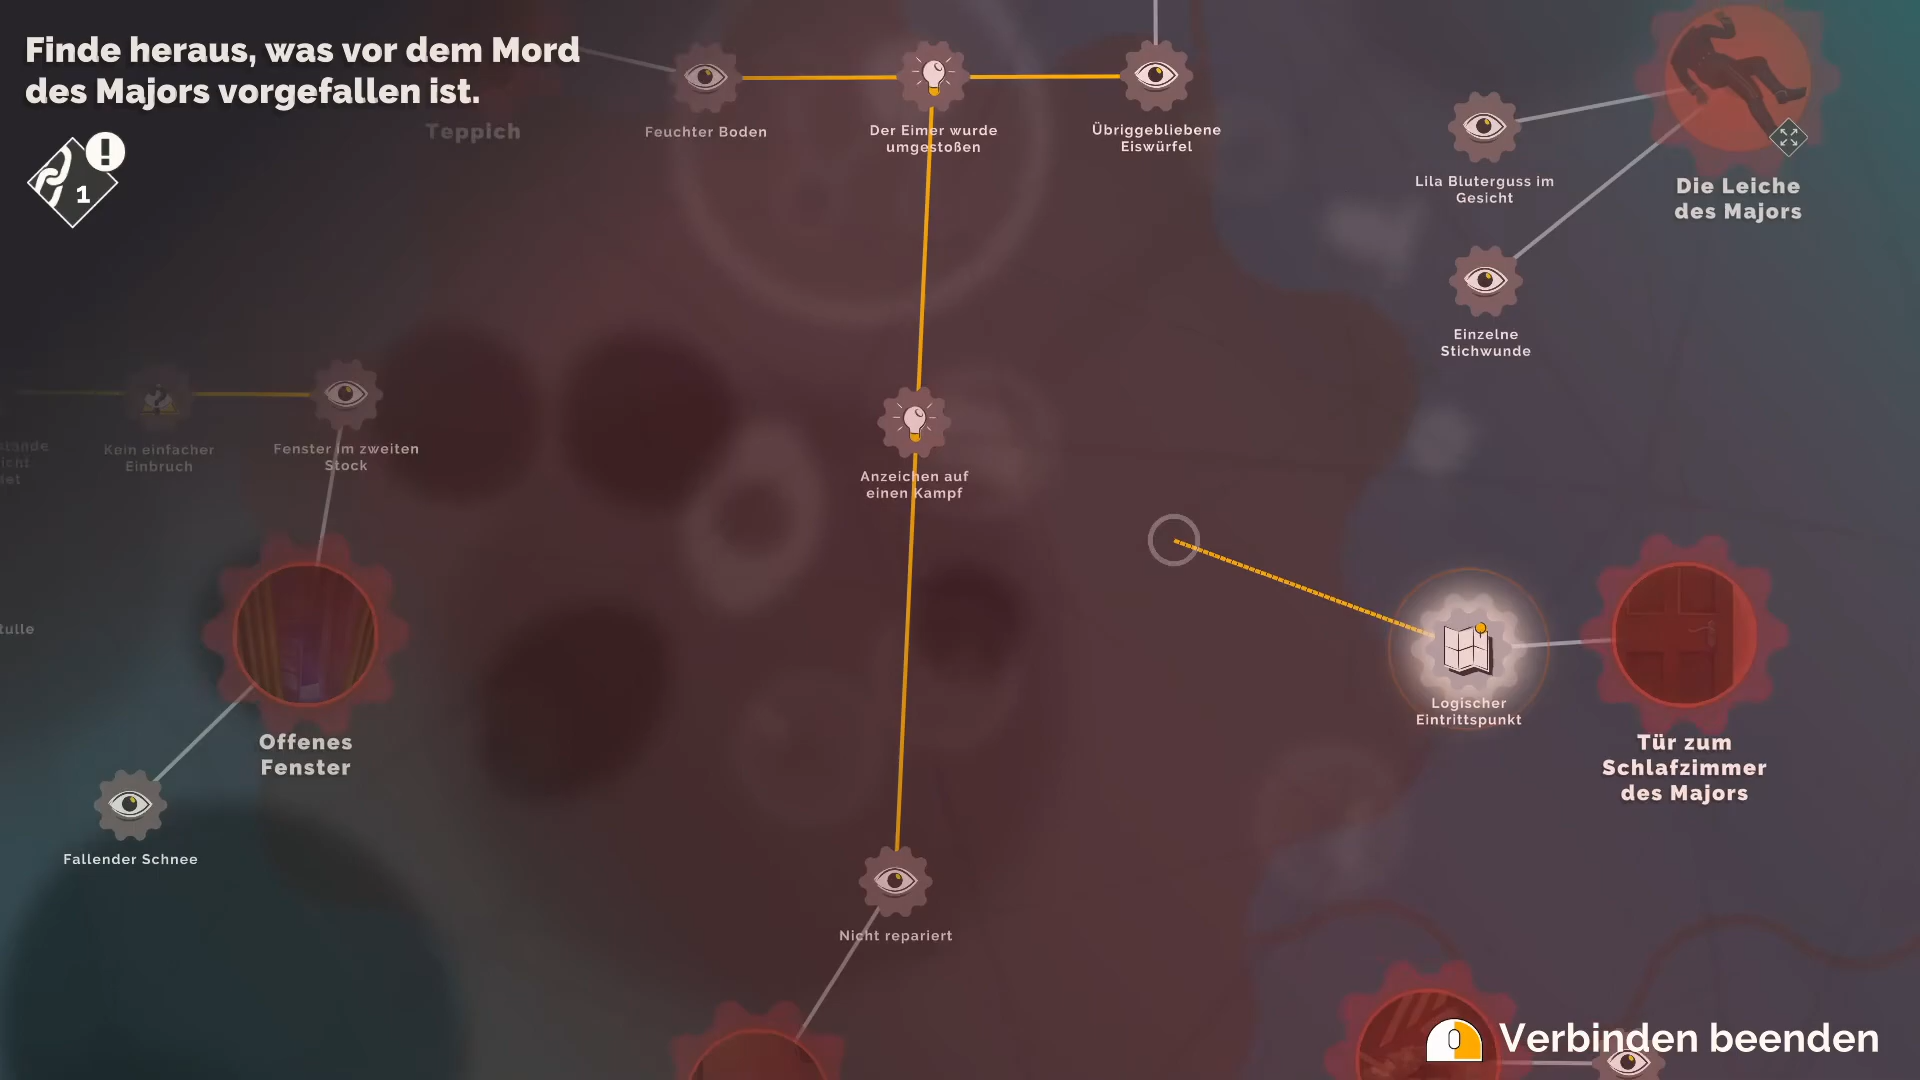 Finde heraus, was vor dem Mord
des Majors vorgefallen ist.
1
Teppich
Feuchter Boden
Der Eimer wurde
umgestoßen
Übriggebliebene
Eiswürfel
Lila Bluterguss im
Gesicht
Die Leiche
des Majors
Einzelne
Stichwunde
Kein einfacher
Einbruch
Fenster im zweiten
Stock
Anzeichen auf
einen Kampf
Offenes
Fenster
Logischer
Eintrittspunkt
Tür zum
Schlafzimmer
des Majors
Fallender Schnee
Nicht repariert
Verbinden beenden